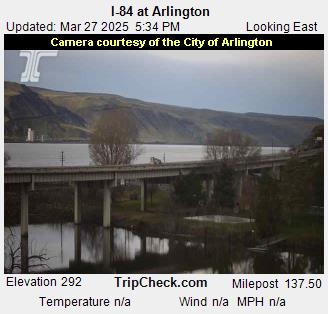 I-84 at Arlington
Updated: Mar 27 2025 5:34 PM Looking East
Camera courtesy of the City of Arlington
Elevation 292 TripCheck.com Milepost 137.50
Temperature n/a Wind n/a MPH n/a